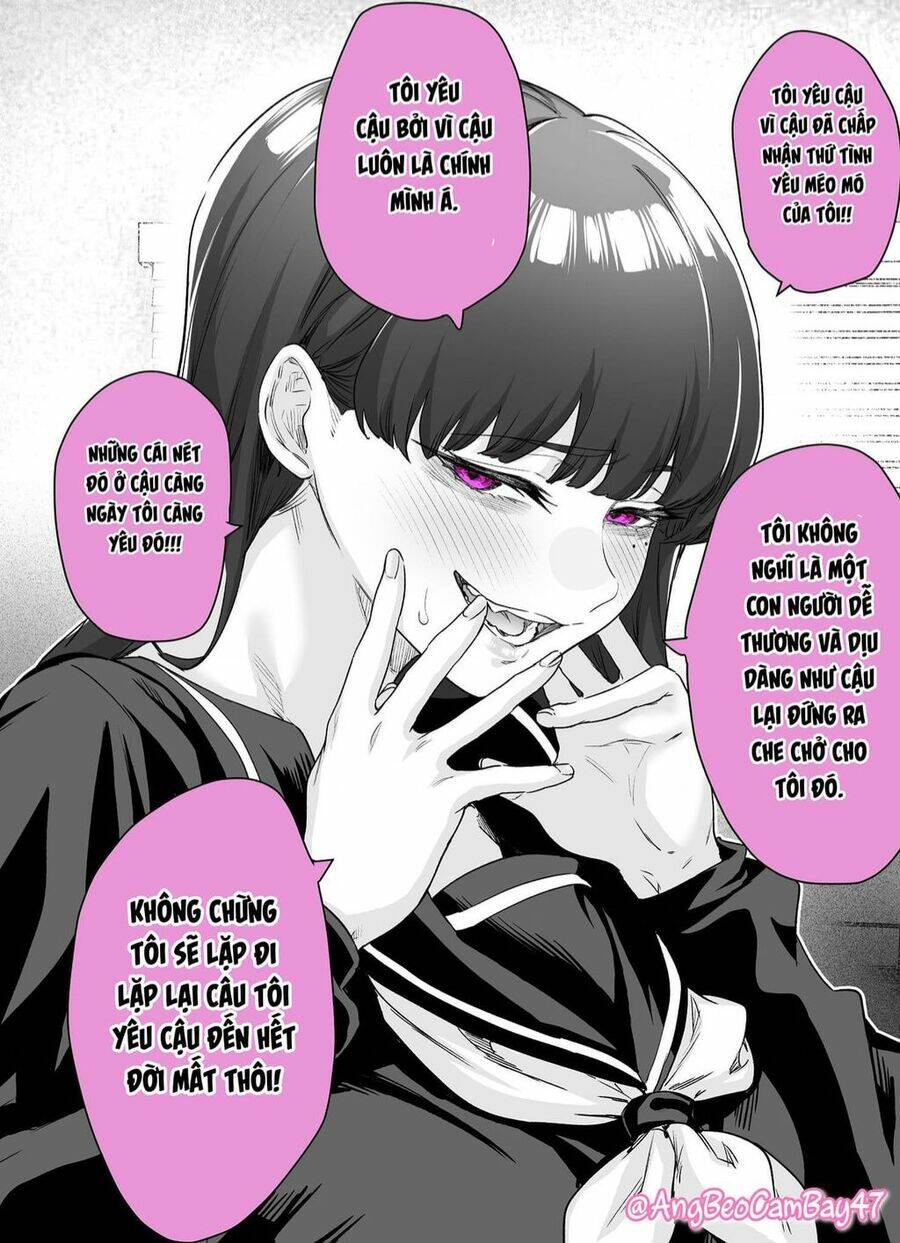 TÔI YÊU CẬU
VÌ CẬU ĐÃ CHẤP
NHẬN THỨ TÌNH
YÊU MÉO MÓ
CỦA TÔI!!
TÔI YÊU
CẬU BỞI VÌ CẬU
LUÔN LÀ CHÍNH
MÌNH Á.
NHỮNG CÁI NÉT
ĐÓ Ở CẬU CÀNG
NGÀY TÔI CÀNG
YÊU ĐÓ!!!
TÔI KHÔNG
NGHĨ LÀ MỘT
CON NGƯỜI DỄ
THƯƠNG VÀ DỊU
DÀNG NHƯ CẬU
LẠI ĐỨNG RA
CHE CHỞ CHO
TÔI ĐÓ.
KHÔNG CHỪNG
TÔI SẼ LẶP ĐI
LẶP LẠI CÂU TÔI
YÊU CẬU ĐẾN HẾT
ĐỜI MẤT THÔI!
@AngBeoCamBay47